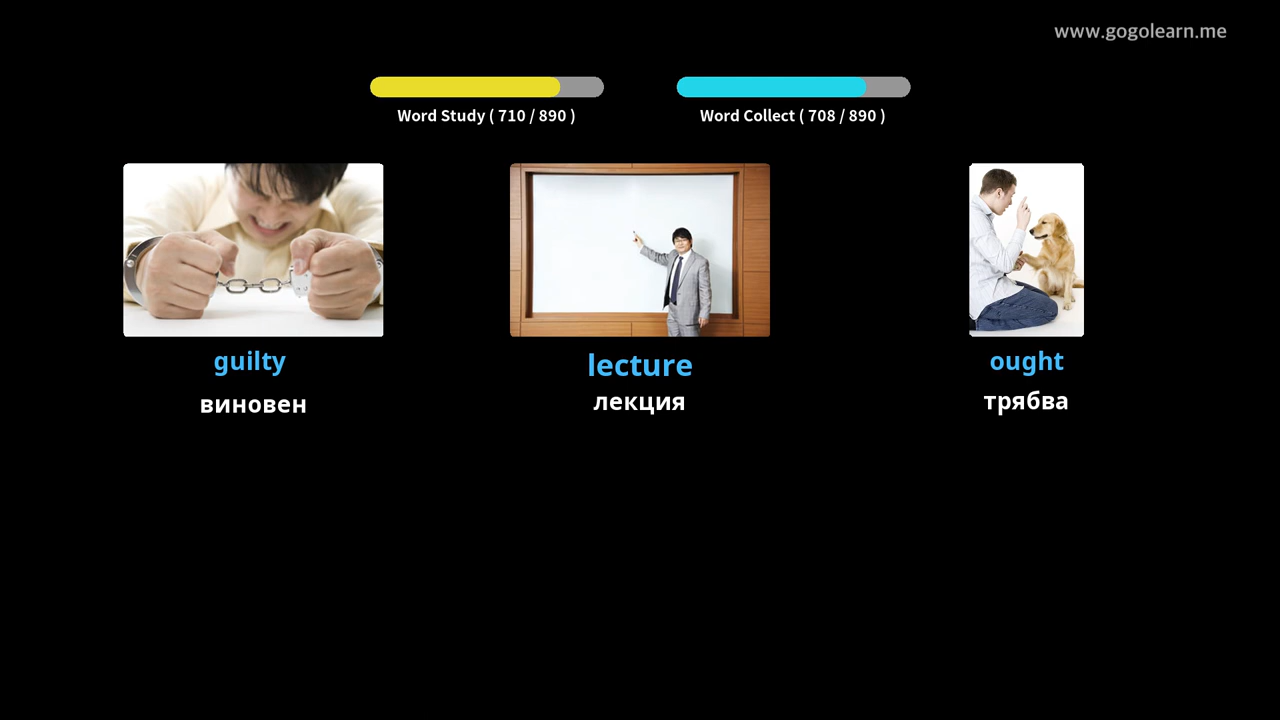 www.gogolearn.me
Word Study ( 710 / 890 )
Word Collect ( 708 / 890 )
guilty
виновен
lecture
лекция
ought
трябва